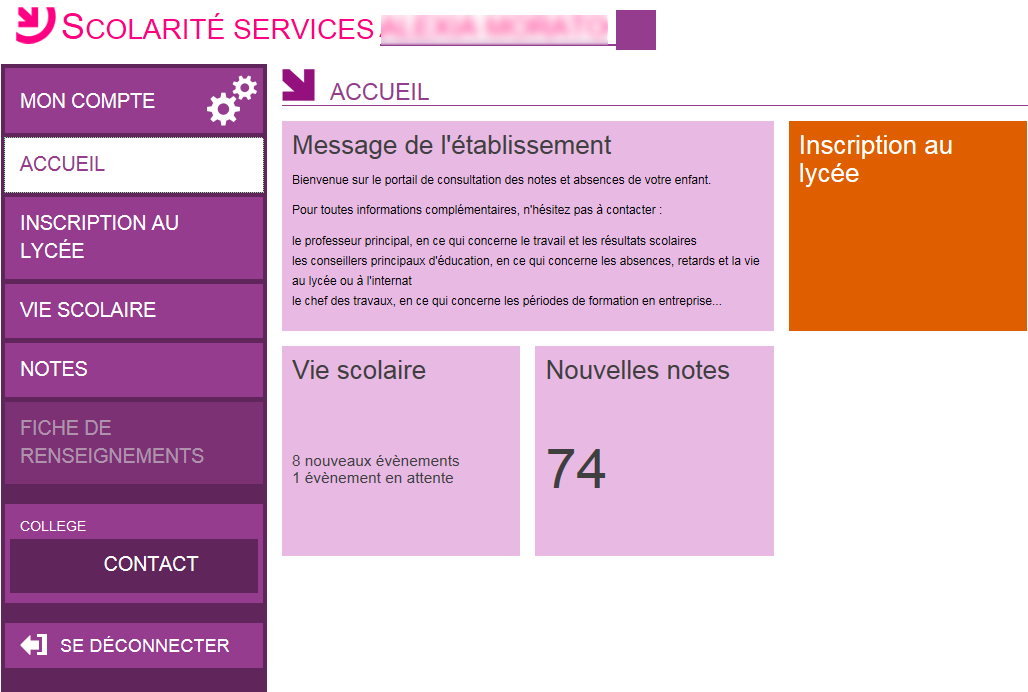 SCOLARITÉ SERVICES
MON COMPTE
ACCUEIL
INSCRIPTION AU
LYCÉE
VIE SCOLAIRE
NOTES
FICHE DE
RENSEIGNEMENTS
COLLEGE
CONTACT
SE DÉCONNECTER
ACCUEIL
Message de l'établissement
Bienvenue sur le portail de consultation des notes et absences de votre enfant.
Pour toutes informations complémentaires, n'hésitez pas à contacter :
le professeur principal, en ce qui concerne le travail et les résultats scolaires
les conseillers principaux d'éducation, en ce qui concerne les absences, retards et la vie
au lycée ou à l'internat
le chef des travaux, en ce qui concerne les périodes de formation en entreprise...
Inscription au
lycée
Vie scolaire
8 nouveaux évènements
1 évènement en attente
Nouvelles notes
74